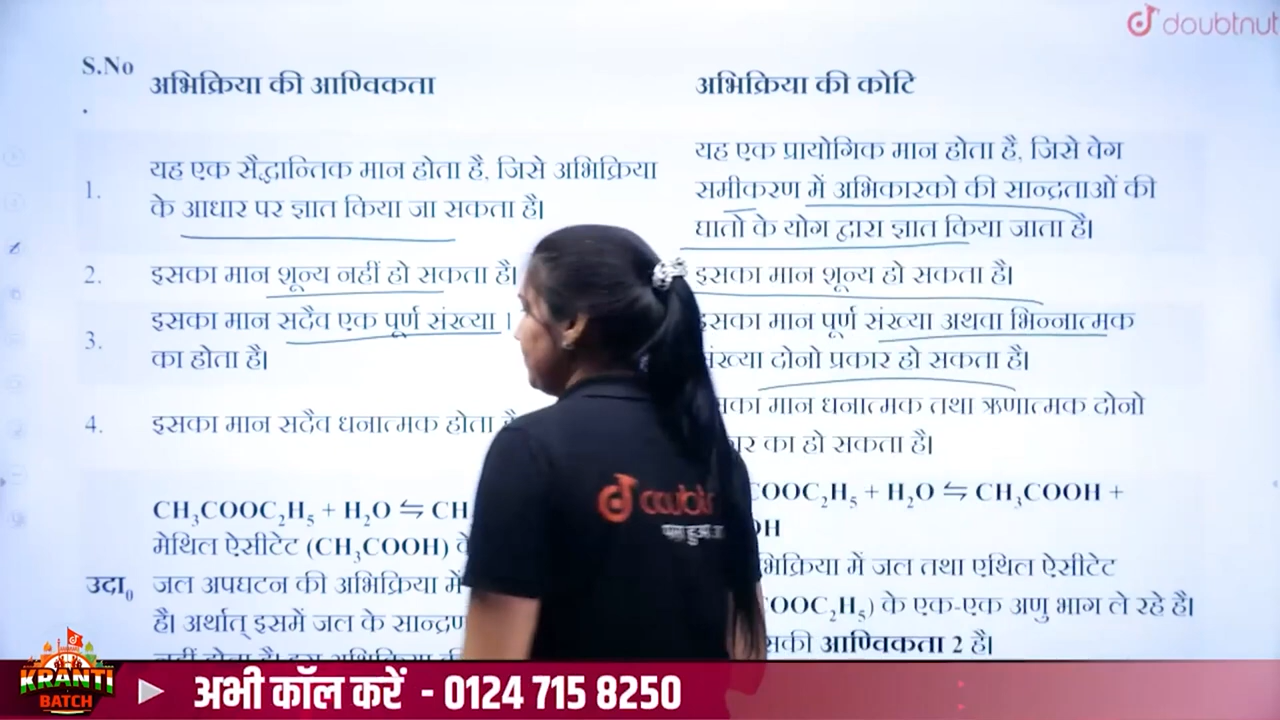 doubtnut
S.No
.
अभिक्रिया की आण्विकता
अभिक्रिया की कोटि
1.
यह एक सैद्धान्तिक मान होता है, जिसे अभिक्रिया
के आधार पर ज्ञात किया जा सकता है।
यह एक प्रायोगिक मान होता है, जिसे वेग
समीकरण में अभिकारको की सान्द्रताओं की
घातो के योग द्वारा ज्ञात किया जाता है।
2.
इसका मान शून्य नहीं हो सकता है।
इसका मान शून्य हो सकता है।
3.
इसका मान सदैव एक पूर्ण संख्या ।
का होता है।
इसका मान पूर्ण संख्या अथवा भिन्नात्मक
संख्या दोनो प्रकार हो सकता है।
4.
इसका मान सदैव धनात्मक होता
मान धनात्मक तथा ऋणात्मक दोनो
का हो सकता है।
उदा₀
CH₃COOC₂H₅ + H₂O ⇋ CH
मेथिल ऐसीटेट (CH₃COOH)
जल अपघटन की अभिक्रिया में
है। अर्थात् इसमें जल के
COOC₂H₅ + H₂O ⇋ CH₃COOH +
OH
में जल तथा एथिल ऐसीटेट
COOC₂H₅) के एक-एक अणु भाग ले रहे है।
आण्विकता 2 है।
doubtn
KRANTI
BATCH
अभी कॉल करें - 0124 715 8250